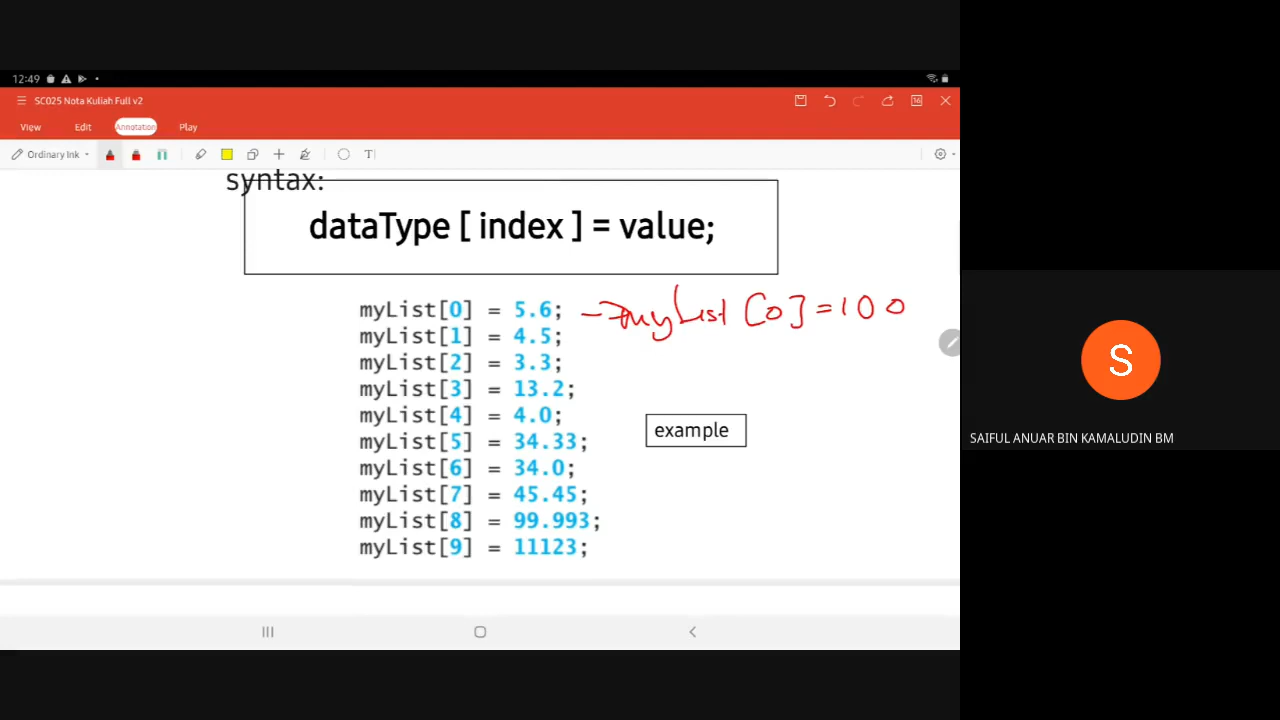 12:49
SC025 Nota Kuliah Full v2
16
View Edit Annotation Play
Ordinary Ink
T
syntax:
dataType [ index ] = value;
myList[0] = 5.6; → myList [0] = 100
myList[1] = 4.5;
myList[2] = 3.3;
myList[3] = 13.2;
myList[4] = 4.0;
example
myList[5] = 34.33;
myList[6] = 34.0;
myList[7] = 45.45;
myList[8] = 99.993;
myList[9] = 11123;
S
SAIFUL ANUAR BIN KAMALUDIN BM